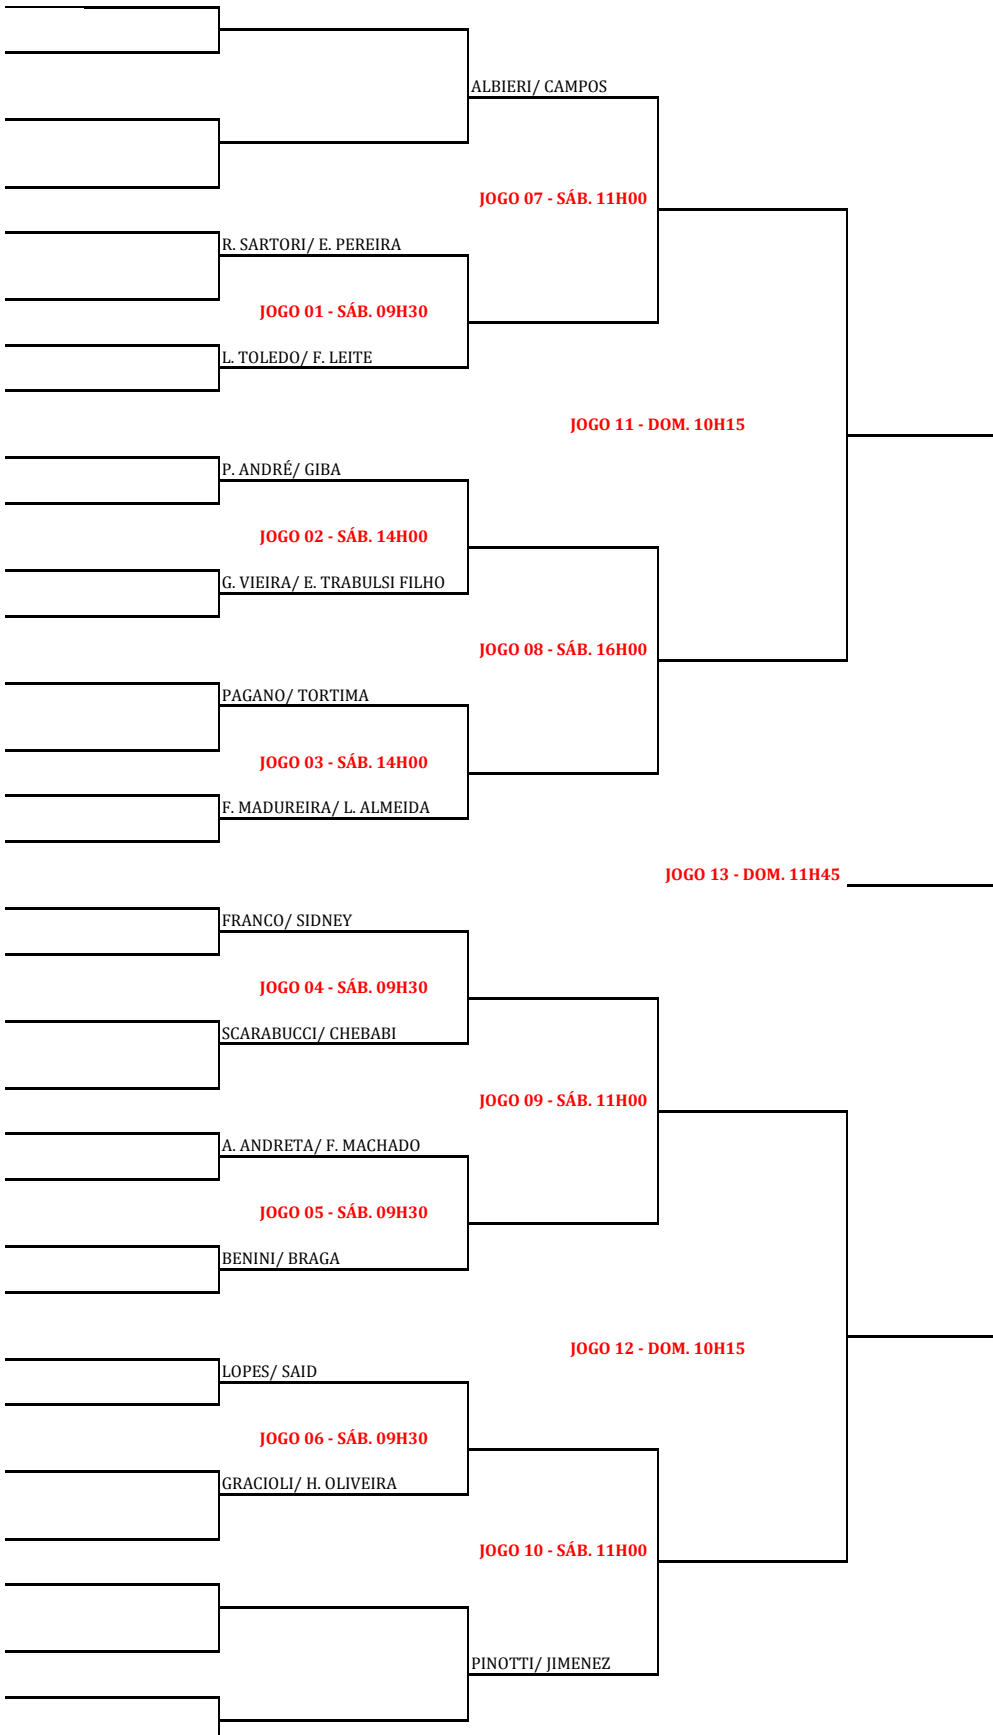 ALBIERI/ CAMPOS
JOGO 07 - SÁB. 11H00
R. SARTORI/ E. PEREIRA
JOGO 01 - SÁB. 09H30
L. TOLEDO/ F. LEITE
JOGO 11 - DOM. 10H15
P. ANDRÉ/ GIBA
JOGO 02 - SÁB. 14H00
G. VIEIRA/ E. TRABULSI FILHO
JOGO 08 - SÁB. 16H00
PAGANO/ TORTIMA
JOGO 03 - SÁB. 14H00
F. MADUREIRA/ L. ALMEIDA
JOGO 13 - DOM. 11H45
FRANCO/ SIDNEY
JOGO 04 - SÁB. 09H30
SCARABUCCI/ CHEBABI
JOGO 09 - SÁB. 11H00
A. ANDRETA/ F. MACHADO
JOGO 05 - SÁB. 09H30
BENINI/ BRAGA
JOGO 12 - DOM. 10H15
LOPES/ SAID
JOGO 06 - SÁB. 09H30
GRACIOLI/ H. OLIVEIRA
JOGO 10 - SÁB. 11H00
PINOTTI/ JIMENEZ